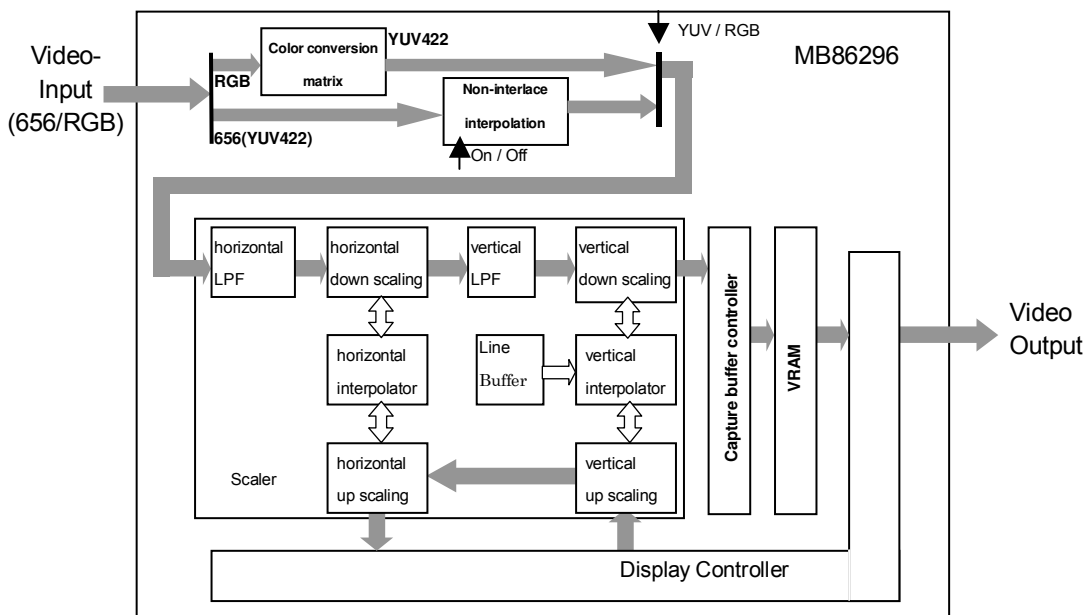 Video-
Input
(656/RGB)
RGB
Color conversion
matrix
YUV422
YUV / RGB
MB86296
656(YUV422)
Non-interlace
interpolation
On / Off
horizontal
LPF
horizontal
down scaling
vertical
LPF
vertical
down scaling
horizontal
interpolator
Line
Buffer
vertical
interpolator
Scaler
horizontal
up scaling
vertical
up scaling
Capture buffer controller
VRAM
Video
Output
Display Controller